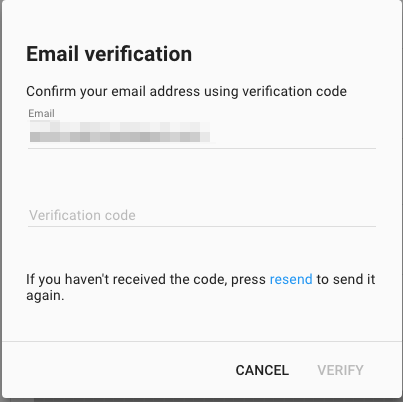 Email verification
Confirm your email address using verification code
Email
Verification code
If you haven't received the code, press resend to send it
again.
CANCEL VERIFY